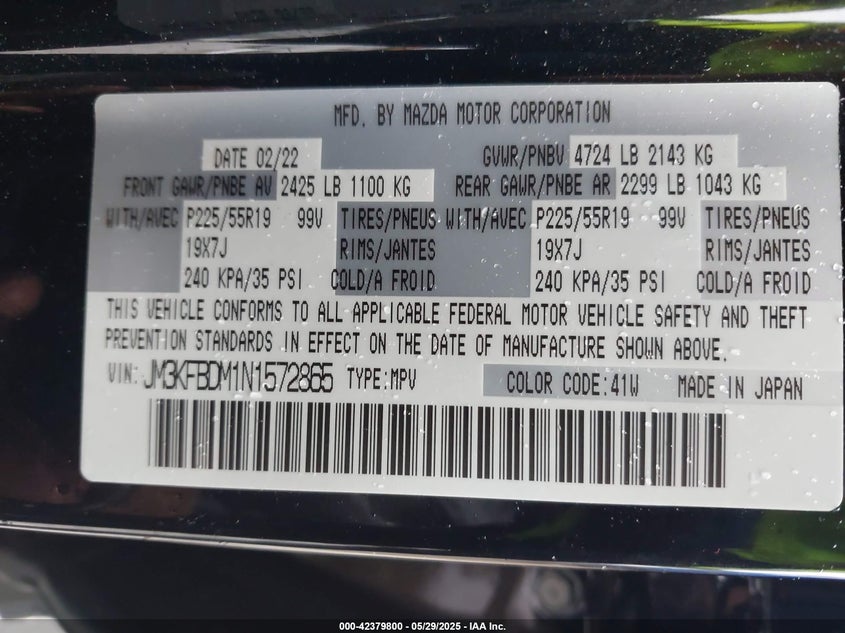 MFD. BY MAZDA MOTOR CORPORATION
DATE 02/22 GVWR/PNBV 4724 LB 2143 KG
FRONT GAWR/PNBE AV 2425 LB 1100 KG REAR GAWR/PNBE AR 2299 LB 1043 KG
WITH/AVEC P225/55R19 99V TIRES/PNEUS WITH/AVEC P225/55R19 99V TIRES/PNEUS
19X7J RIMS/JANTES 19X7J RIMS/JANTES
240 KPA/35 PSI COLD/A FROID 240 KPA/35 PSI COLD/A FROID
THIS VEHICLE CONFORMS TO ALL APPLICABLE FEDERAL MOTOR VEHICLE SAFETY AND THEFT
PREVENTION STANDARDS IN EFFECT ON THE DATE OF MANUFACTURE SHOWN ABOVE.
VIN: JM3KFBDM1N1572865 TYPE:MPV COLOR CODE:41W MADE IN JAPAN
000-42379800 - 05/29/2025 - IAA Inc.